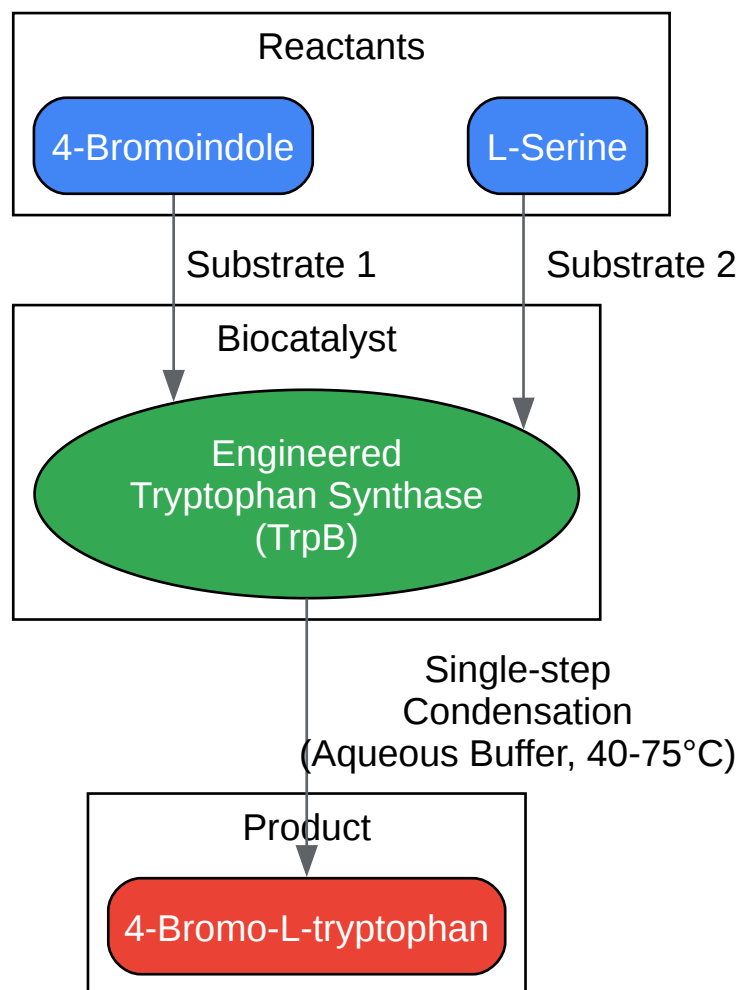 Reactants
4-Bromoindole
L-Serine
Substrate 1
Substrate 2
Biocatalyst
Engineered
Tryptophan Synthase
(TrpB)
Single-step
Condensation
(Aqueous Buffer, 40-75°C)
Product
4-Bromo-L-tryptophan